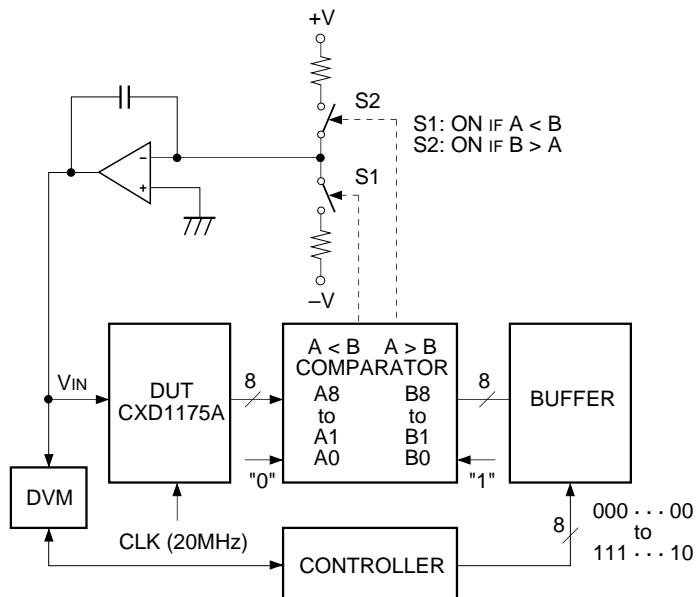 +V
S2
S1: ON IF A < B
S2: ON IF B > A
−
+
S1
−V
A < B A > B
COMPARATOR
A8 B8
to to
A1 B1
A0 B0
VIN
DUT
CXD1175A
8
8
BUFFER
"0"
"1"
DVM
CLK (20MHz)
CONTROLLER
8
000 · · · 00
to
111 · · · 10